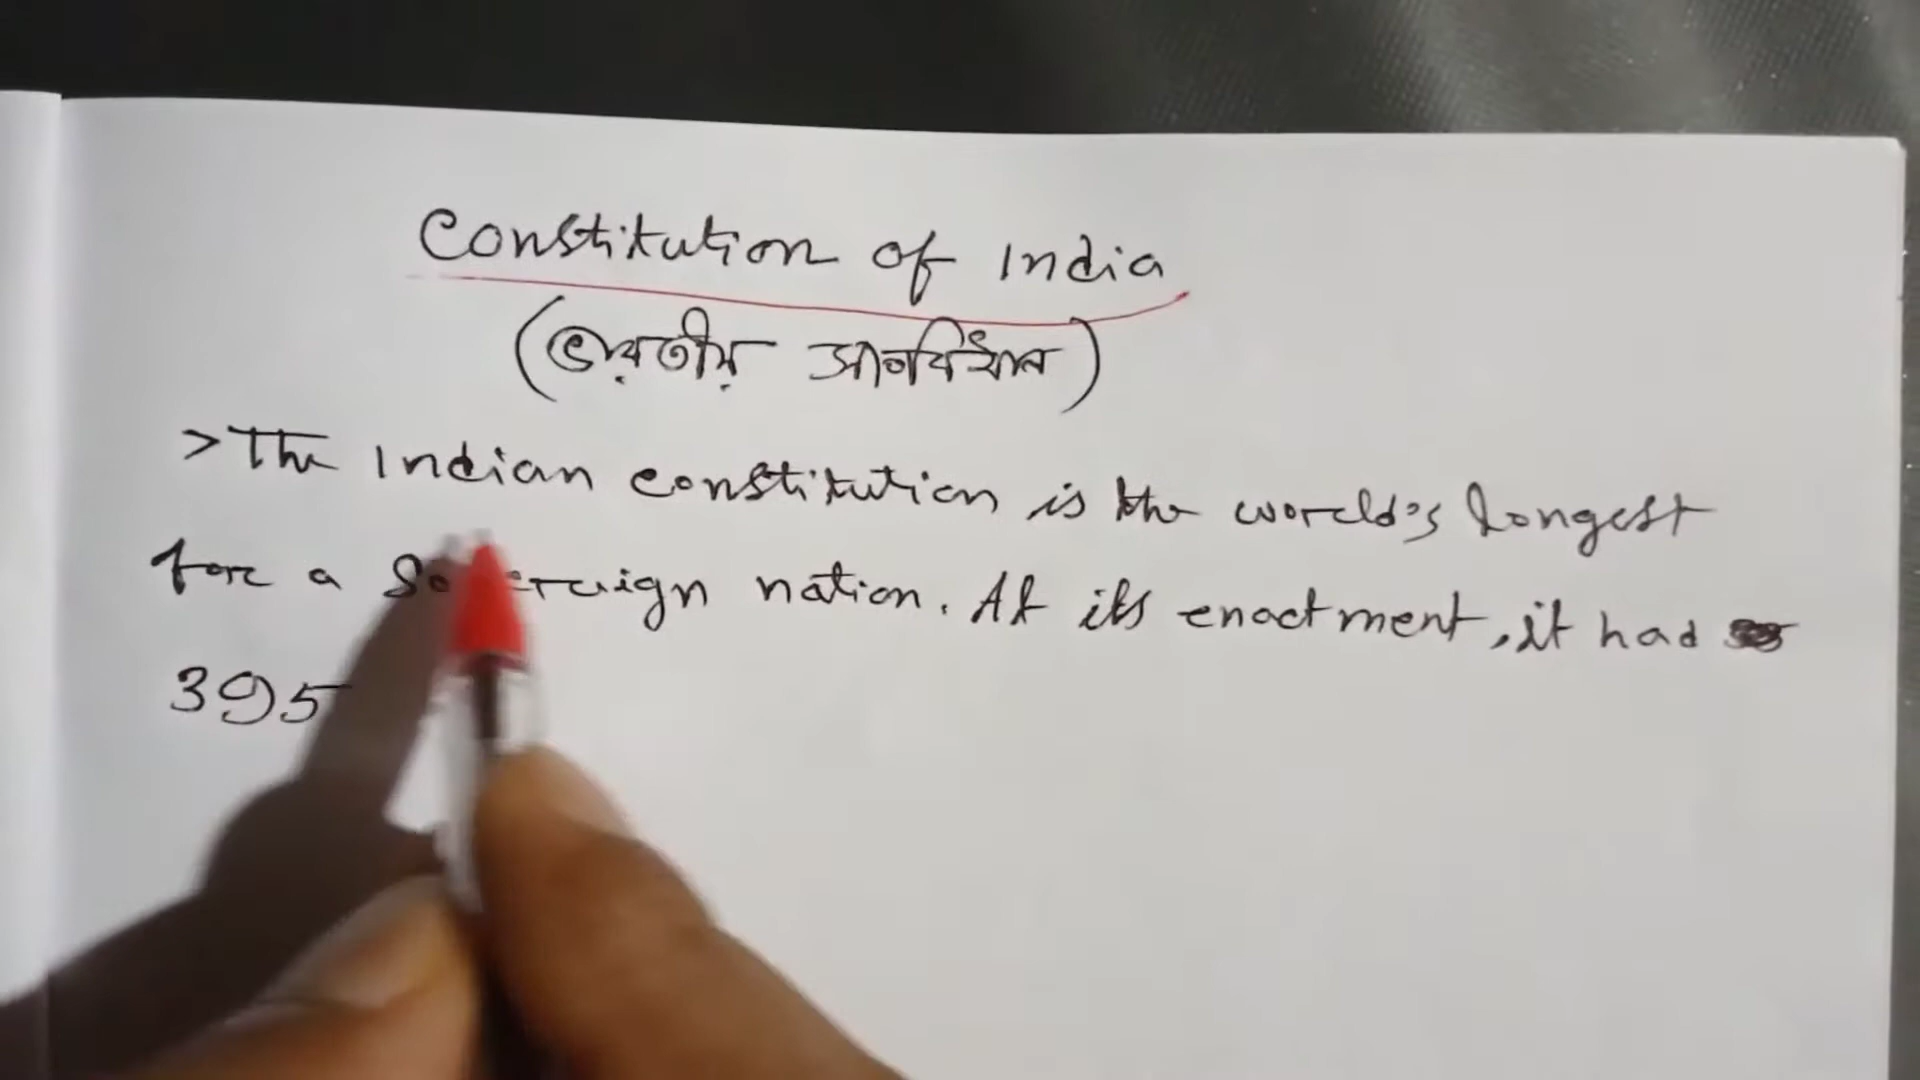 Constitution of India
(ভারতীয় সংবিধান)
> The Indian constitution is the world's longest
for a sovereign nation. At its enactment, it had
395